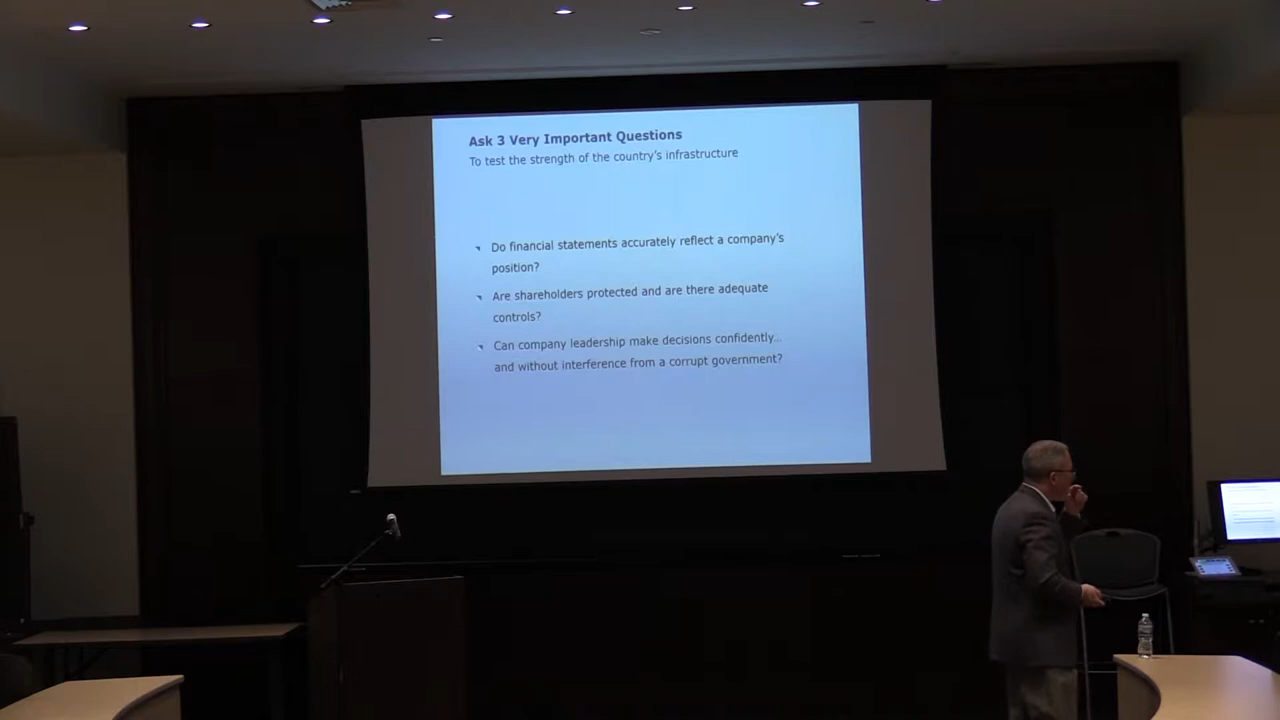 Ask 3 Very Important Questions
To test the strength of the country's infrastructure
Do financial statements accurately reflect a company's
position?
Are shareholders protected and are there adequate
controls?
Can company leadership make decisions confidently…
and without interference from a corrupt government?